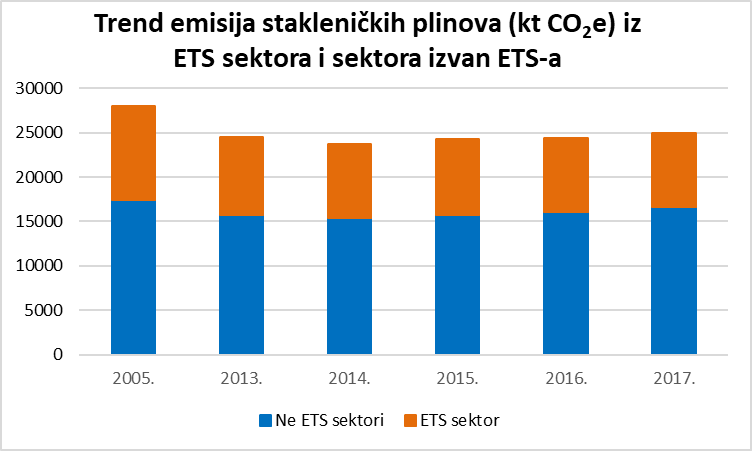 Trend emisija stakleničkih plinova (kt CO₂e) iz
ETS sektora i sektora izvan ETS-a
30000
25000
20000
15000
10000
5000
0
2005. 2013. 2014. 2015. 2016. 2017.
Ne ETS sektori ETS sektor